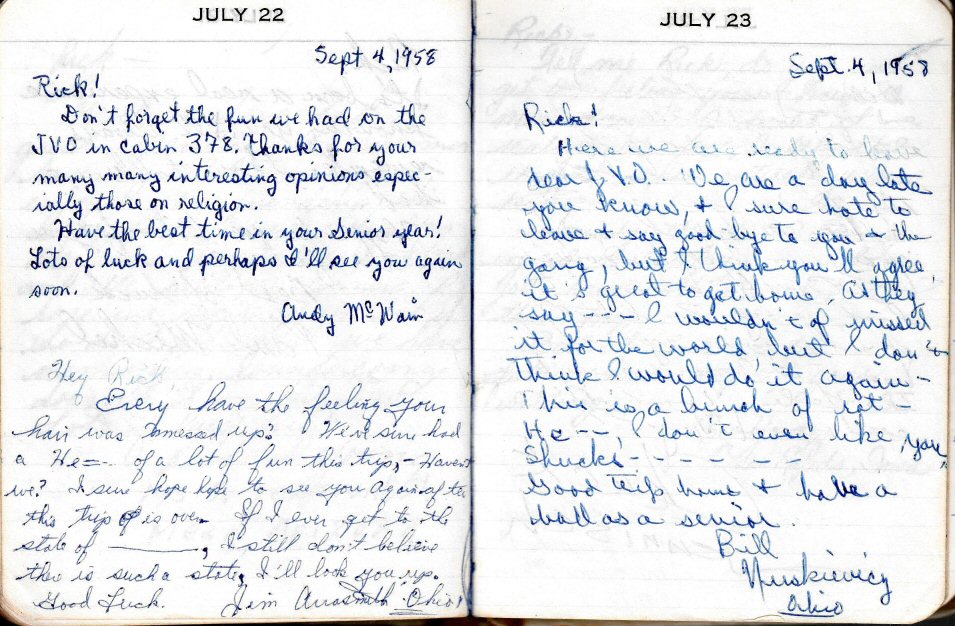 JULY 22
Sept 4, 1958
Rick!
Don't forget the fun we had on the
JVO in cabin 378. Thanks for your
many many interesting opinions espec-
ially those on religion.
Have the best time in your Senior year!
Lots of luck and perhaps I'll see you again
soon.
Andy McWain
Hey Rick,
Every have the feeling your
hair was messed up? We've sure had
a He=-- of a lot of fun this trip, - Haven't
we? I sure hope hope to see you again after
this trip is over. If I ever get to the
state of ________, I still don't believe
there is such a state, I'll look you up.
Good Luck. Jim Ohio!
JULY 23
Sept. 4, 1958
Rick!
Here we are ready to leave
dear J.V.O. We are a day late
you know, & I sure hate to
leave & say good-bye to you & the
gang, but I think you'll agree,
it's great to get home. As they
say --- I wouldn't of missed
it for the world, but I don't
think I would do it again -
This is a bunch of rot -
He--, I don't even like you,
Shucks - - - - - -
Good trip home & have a
ball as a senior.
Bill
Nuskievicz
Ohio